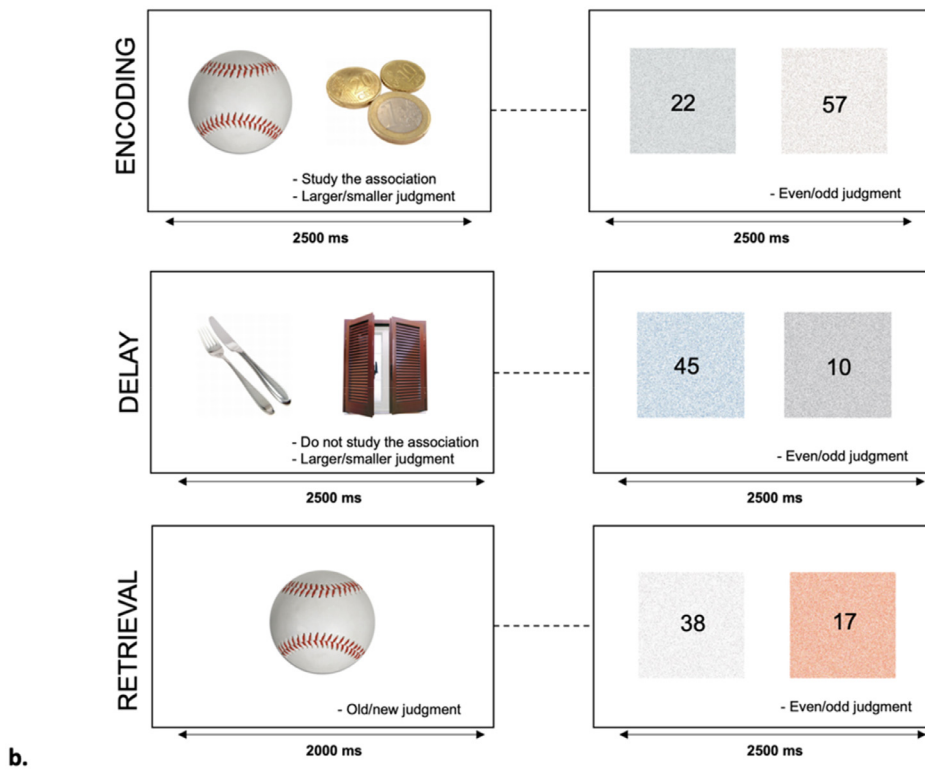 ENCODING
- Study the association
- Larger/smaller judgment
2500 ms
22
57
- Even/odd judgment
2500 ms
DELAY
- Do not study the association
- Larger/smaller judgment
2500 ms
45
10
- Even/odd judgment
2500 ms
RETRIEVAL
- Old/new judgment
2000 ms
38
17
- Even/odd judgment
2500 ms
b.